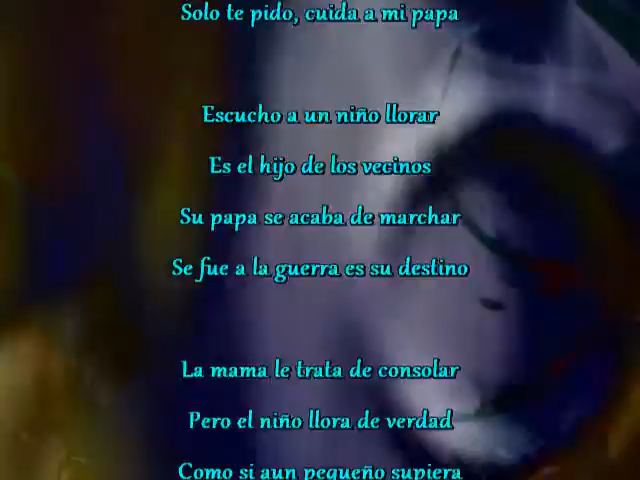 Solo te pido, cuida a mi papa
Escucho a un niño llorar
Es el hijo de los vecinos
Su papa se acaba de marchar
Se fue a la guerra es su destino
La mama le trata de consolar
Pero el niño llora de verdad
Como si aun pequeño supiera